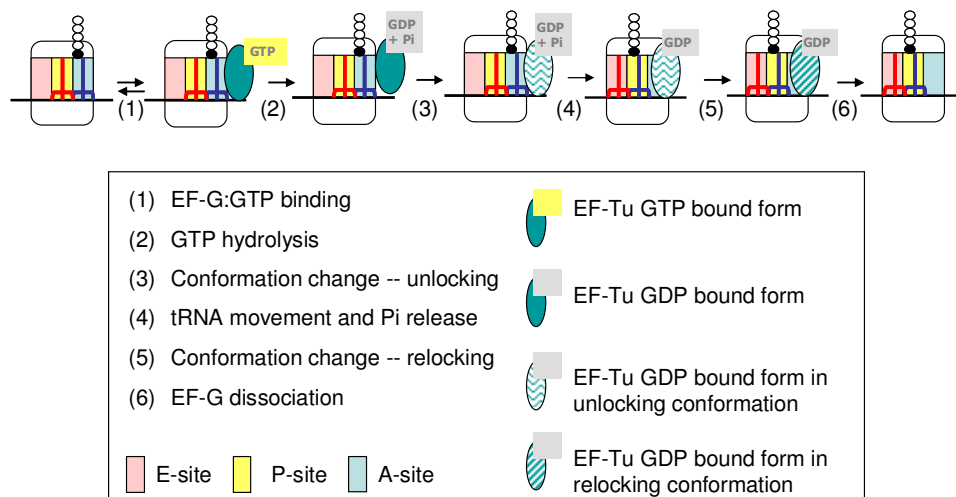 GTP
GDP
+ Pi
GDP
+ Pi
GDP
GDP
(1)
(2)
(3)
(4)
(5)
(6)
(1) EF-G:GTP binding
(2) GTP hydrolysis
(3) Conformation change -- unlocking
(4) tRNA movement and Pi release
(5) Conformation change -- relocking
(6) EF-G dissociation
E-site
P-site
A-site
EF-Tu GTP bound form
EF-Tu GDP bound form
EF-Tu GDP bound form in
unlocking conformation
EF-Tu GDP bound form in
relocking conformation